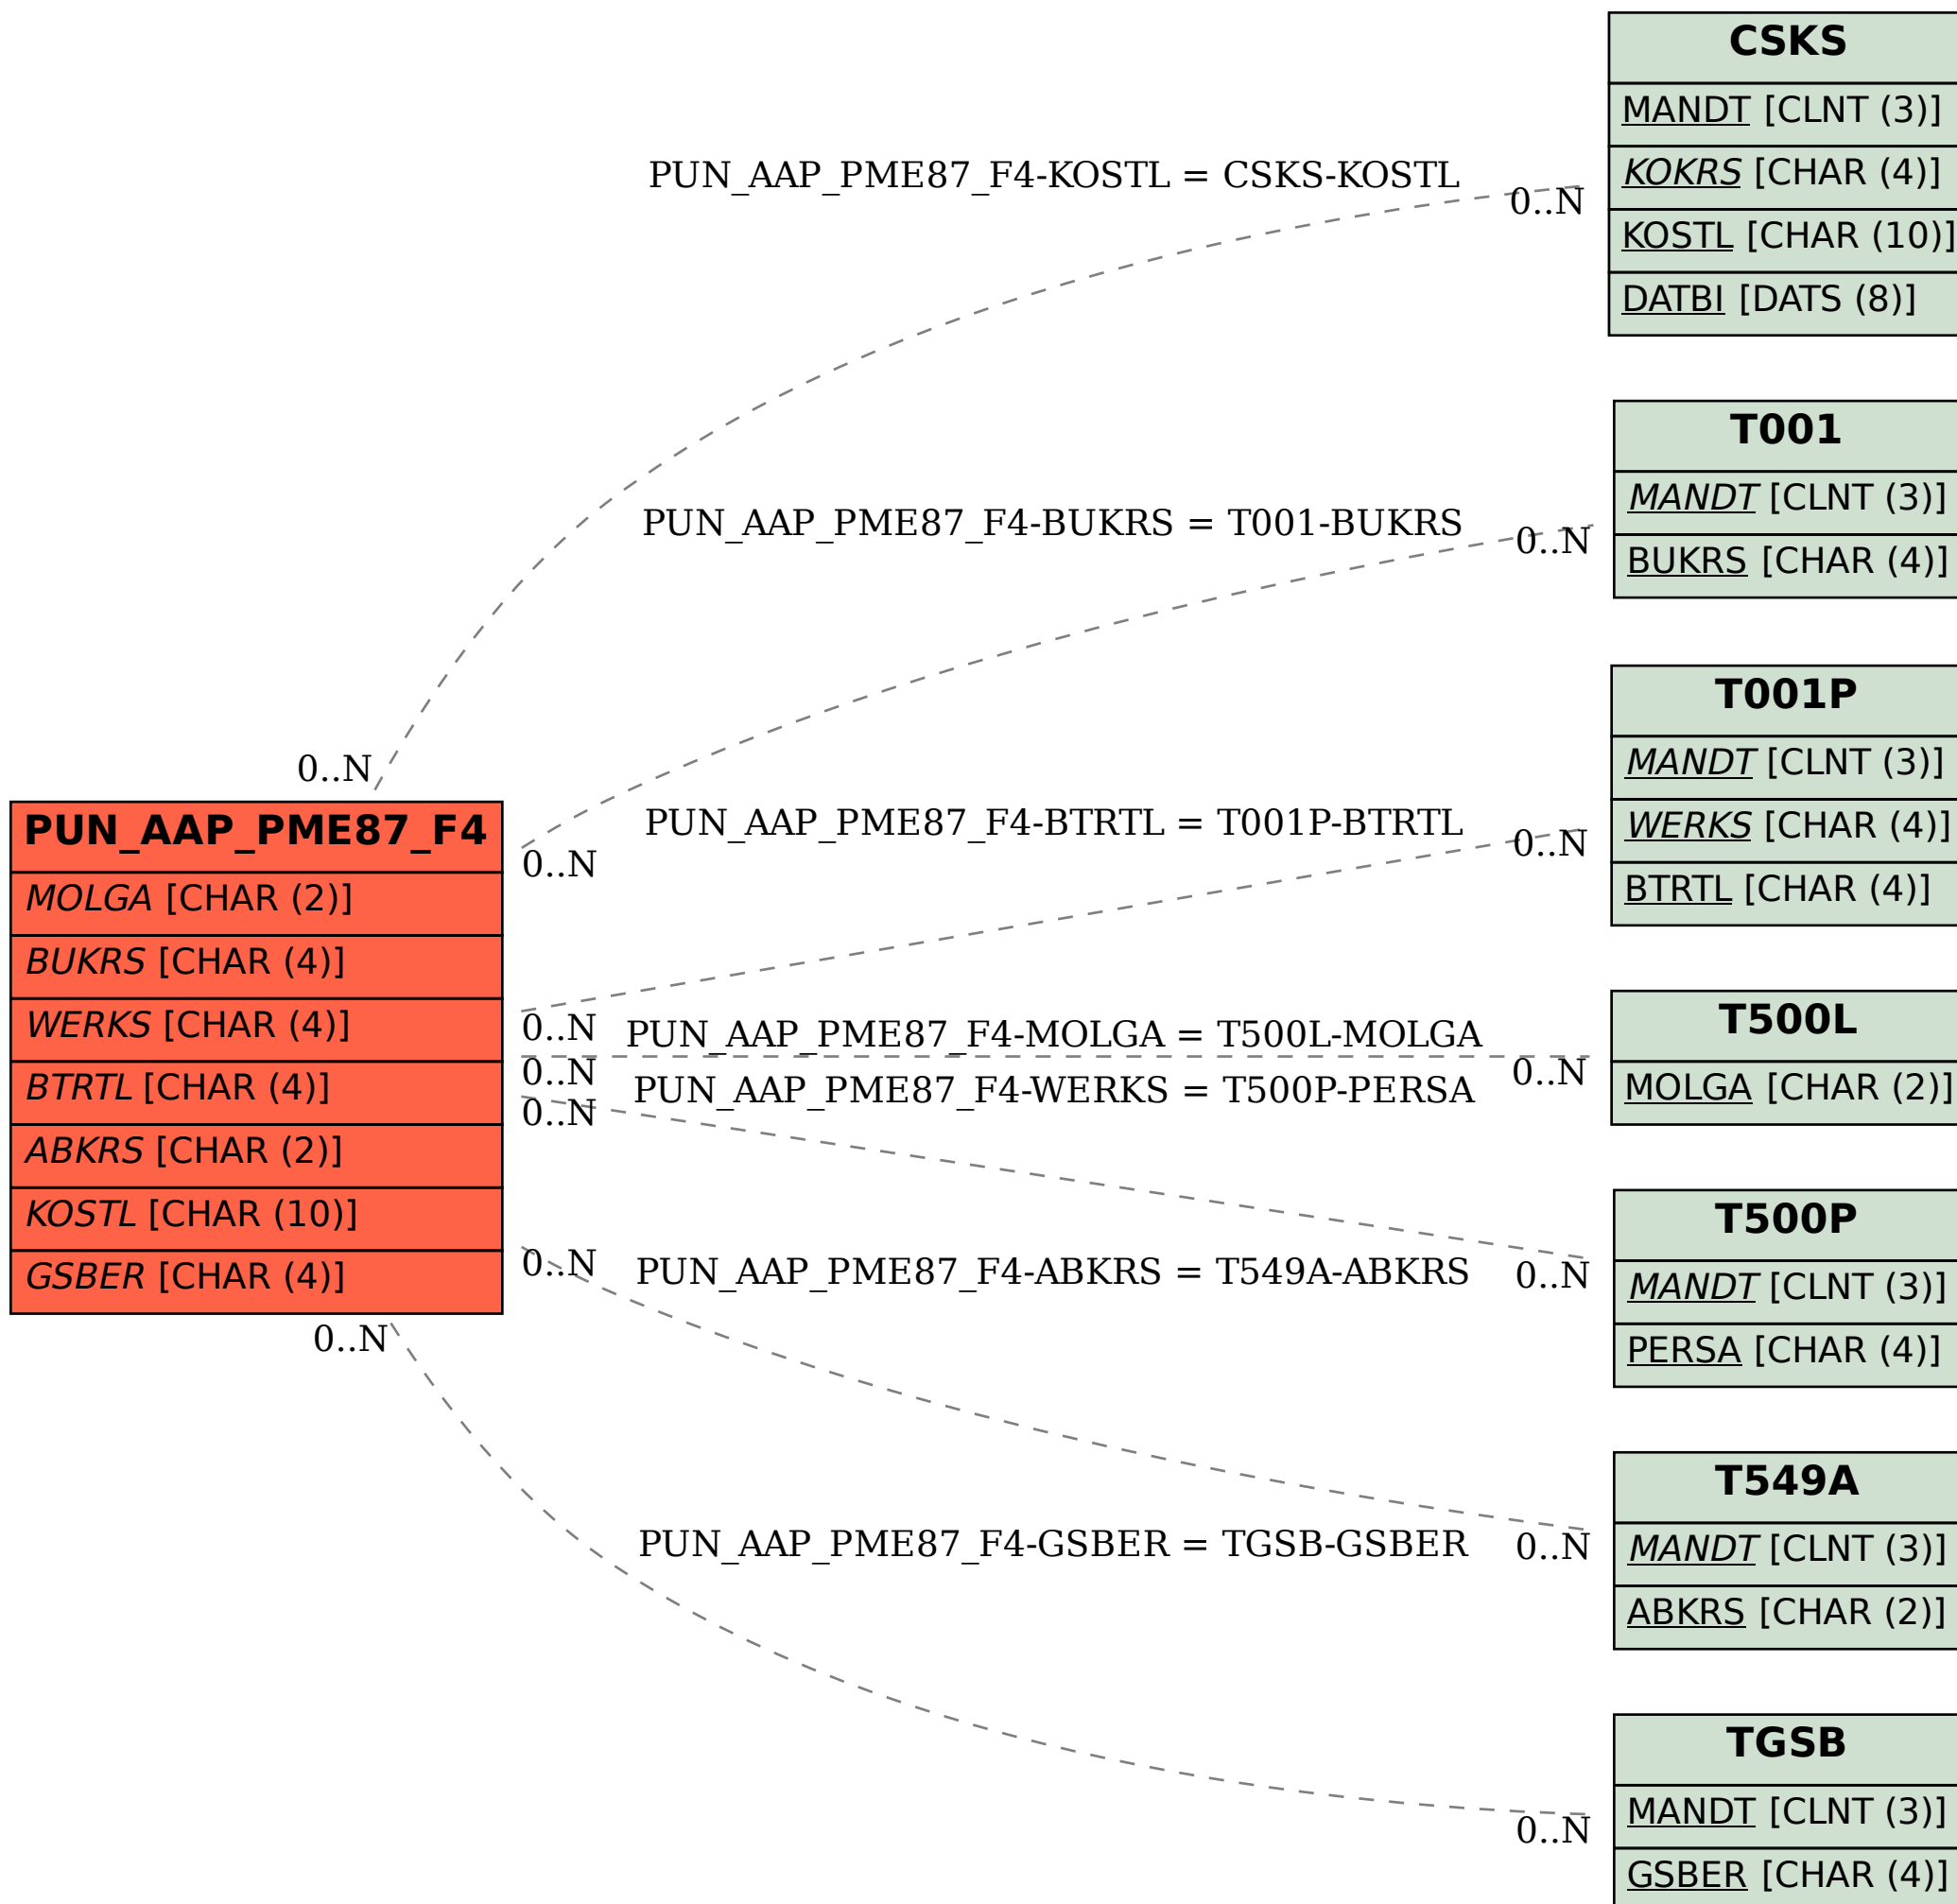 CSKS
MANDT [CLNT (3)]
KOKRS [CHAR (4)]
KOSTL [CHAR (10)]
DATBI [DATS (8)]
PUN_AAP_PME87_F4-KOSTL = CSKS-KOSTL
0..N
0..N
T001
MANDT [CLNT (3)]
BUKRS [CHAR (4)]
PUN_AAP_PME87_F4-BUKRS = T001-BUKRS
0..N
0..N
T001P
MANDT [CLNT (3)]
WERKS [CHAR (4)]
BTRTL [CHAR (4)]
PUN_AAP_PME87_F4-BTRTL = T001P-BTRTL
0..N
0..N
PUN_AAP_PME87_F4
MOLGA [CHAR (2)]
BUKRS [CHAR (4)]
WERKS [CHAR (4)]
BTRTL [CHAR (4)]
ABKRS [CHAR (2)]
KOSTL [CHAR (10)]
GSBER [CHAR (4)]
T500L
MOLGA [CHAR (2)]
PUN_AAP_PME87_F4-MOLGA = T500L-MOLGA
0..N
0..N
PUN_AAP_PME87_F4-WERKS = T500P-PERSA
0..N
0..N
T500P
MANDT [CLNT (3)]
PERSA [CHAR (4)]
PUN_AAP_PME87_F4-ABKRS = T549A-ABKRS
0..N
0..N
T549A
MANDT [CLNT (3)]
ABKRS [CHAR (2)]
PUN_AAP_PME87_F4-GSBER = TGSB-GSBER
0..N
0..N
TGSB
MANDT [CLNT (3)]
GSBER [CHAR (4)]